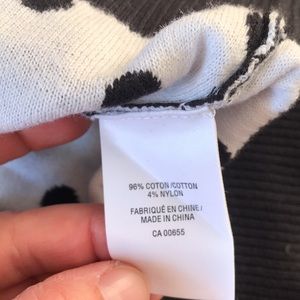 96% COTON/COTTON
4% NYLON
FABRIQUÉ EN CHINE/
MADE IN CHINA
CA 00655